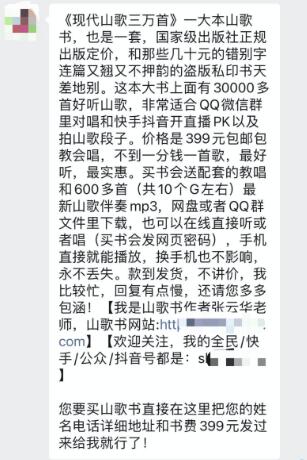 《现代山歌三万首》一大本山歌
书，也是一套，国家级出版社正规
出版定价，和那些几十元的错别字
连篇又翘又不押韵的盗版私印书天
差地别。这本大书上面有30000多
首好听山歌，非常适合QQ微信群
里对唱和快手抖音开直播PK以及
拍山歌段子。价格是399元包邮包
教会唱，不到一分钱一首歌，最好
听，最实惠。买书会送配套的教唱
和600多首（共10个G左右）最
新山歌伴奏mp3，网盘或者QQ群
文件里下载，也可以在线直接听或
者唱（买书会发网页密码），手机
直接就能播放，换手机也不影响，
永不丢失。款到发货，不讲价，我
比较忙，回复有点慢，还请您多多
包涵！【我是山歌书作者张云华老
师，山歌书网站:htt
com】【欢迎关注，我的全民/快
手/公众/抖音号都是：s
】
您要买山歌书直接在这里把您的姓
名电话详细地址和书费399元发过
来给我就行了！